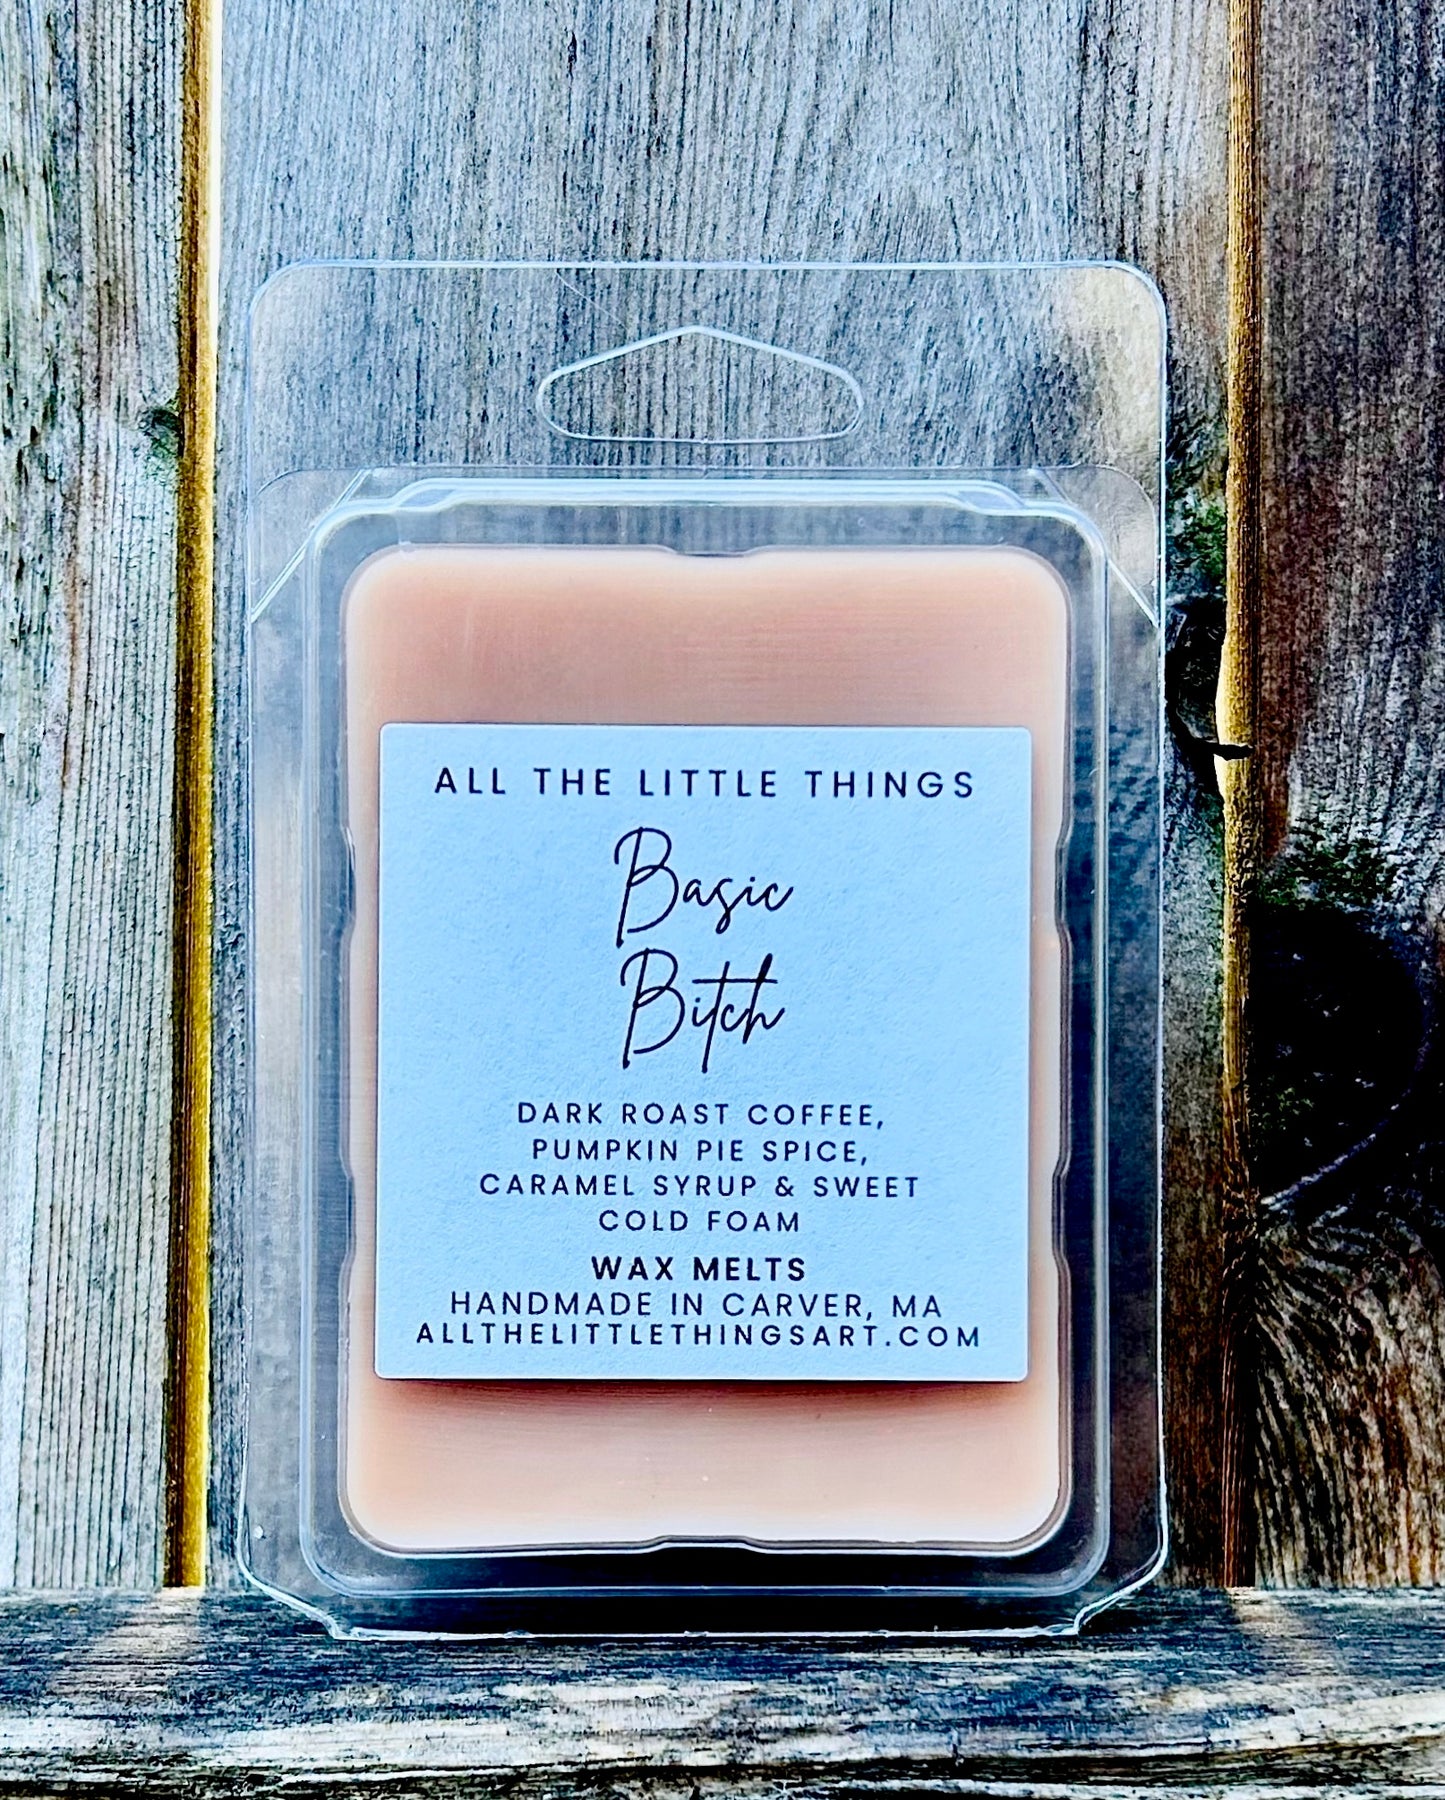 ALL THE LITTLE THINGS
Basic
Bitch
DARK ROAST COFFEE,
PUMPKIN PIE SPICE,
CARAMEL SYRUP & SWEET
COLD FOAM
WAX MELTS
HANDMADE IN CARVER, MA
ALLTHELITTLETHINGSART.COM